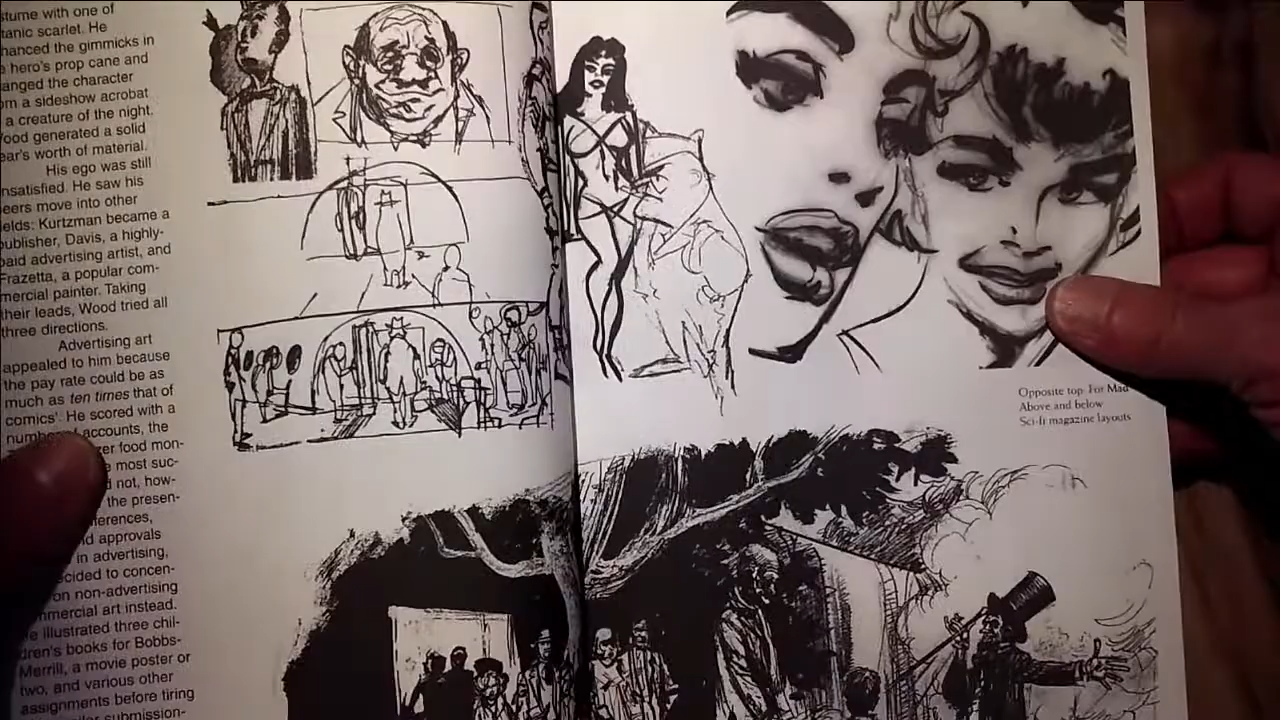 stume with one of
tanic scarlet. He
hanced the gimmicks in
hero's prop cane and
anged the character
om a sideshow acrobat
a creature of the night.
ood generated a solid
ear's worth of material.
His ego was still
nsatisfied. He saw his
eers move into other
elds: Kurtzman became a
publisher, Davis, a highly-
paid advertising artist, and
Frazetta, a popular com-
mercial painter. Taking
their leads, Wood tried all
three directions.
Advertising art
appealed to him because
the pay rate could be as
much as ten times that of
comics'. He scored with a
accounts, the
zer food mon-
most suc-
not, how-
the presen-
ferences,
approvals
in advertising,
cided to concen-
on non-advertising
mmercial art instead.
e illustrated three chil-
dren's books for Bobbs-
Merrill, a movie poster or
two, and various other
assignments before tiring
submission-
Opposite top: For Mad
Above and below
Sci-fi magazine layouts